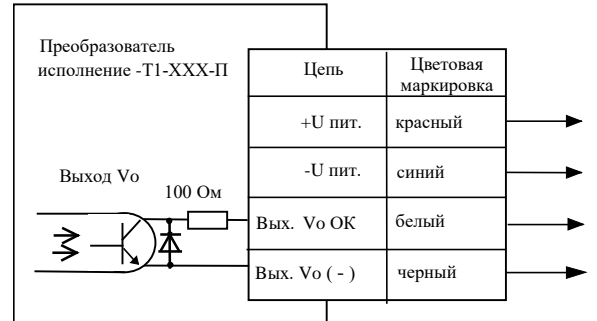 Преобразователь
исполнение -Т1-ХХХ-П
Цепь
Цветовая
маркировка
+U пит.
красный
-U пит.
синий
Выход Vo
100 Ом
Вых. Vo ОК
белый
Вых. Vo ( - )
черный